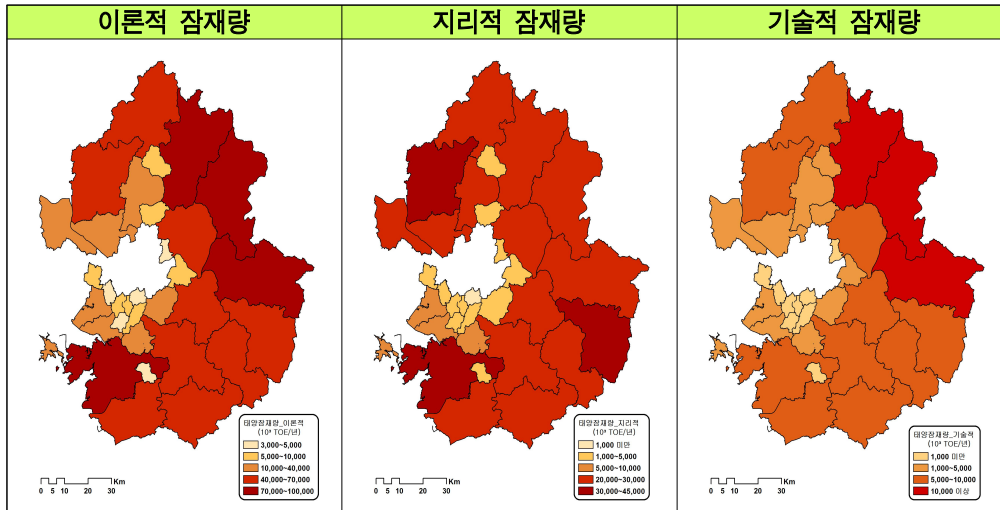 이론적 잠재량
지리적 잠재량
기술적 잠재량
태양잠재량_이론적
(10³ TOE/년)
3,000~5,000
5,000~10,000
10,000~40,000
40,000~70,000
70,000~100,000
0 5 10 20 30 Km
태양잠재량_지리적
(10³ TOE/년)
1,000 미만
1,000~5,000
5,000~10,000
20,000~30,000
30,000~45,000
0 5 10 20 30 Km
태양잠재량_기술적
(10³ TOE/년)
1,000 미만
1,000~5,000
5,000~10,000
10,000 이상
0 5 10 20 30 Km